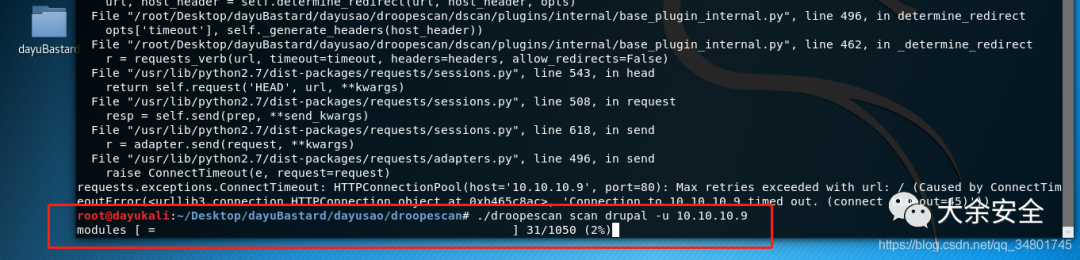 url, host_header = self.determine_redirect(url, host_header, opts)
File "/root/Desktop/dayuBastard/dayusao/droopescan/dscan/plugins/internal/base_plugin_internal.py", line 496, in determine_redirect
opts['timeout'], self._generate_headers(host_header))
File "/root/Desktop/dayuBastard/dayusao/droopescan/dscan/plugins/internal/base_plugin_internal.py", line 462, in _determine_redirect
r = requests_verb(url, timeout=timeout, headers=headers, allow_redirects=False)
File "/usr/lib/python2.7/dist-packages/requests/sessions.py", line 543, in head
return self.request('HEAD', url, **kwargs)
File "/usr/lib/python2.7/dist-packages/requests/sessions.py", line 508, in request
resp = self.send(prep, **send_kwargs)
File "/usr/lib/python2.7/dist-packages/requests/sessions.py", line 618, in send
r = adapter.send(request, **kwargs)
File "/usr/lib/python2.7/dist-packages/requests/adapters.py", line 496, in send
raise ConnectTimeout(e, request=request)
requests.exceptions.ConnectTimeout: HTTPConnectionPool(host='10.10.10.9', port=80): Max retries exceeded with url: / (Caused by ConnectTim
eoutError(<urllib3.connection.HTTPConnection object at 0xb465c8ac>, 'Connection to 10.10.10.9 timed out. (connect
root@dayukali:~/Desktop/dayuBastard/dayusao/droopescan# ./droopescan scan drupal -u 10.10.10.9
modules [ = ] 31/1050 (2%)
dayuBastard
大余安全
https://blog.csdn.net/qq_34801745